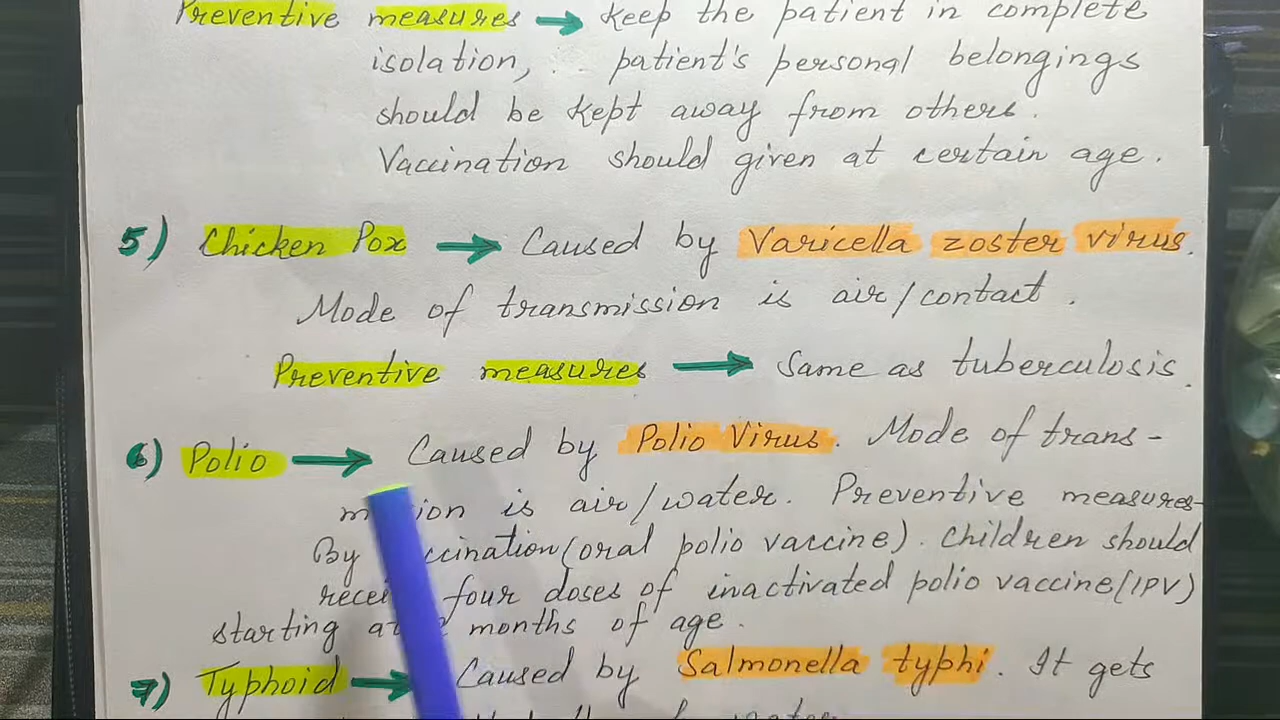 Preventive measures → Keep the patient in complete
isolation, .. patient's personal belongings
should be kept away from others.
Vaccination should given at certain age.
5) Chicken Pox → Caused by Varicella zoster virus.
Mode of transmission is air/contact.
Preventive measures → Same as tuberculosis.
6) Polio → Caused by Polio Virus. Mode of trans-
is air/water. Preventive measures-
By (oral polio vaccine). Children should
four doses of inactivated polio vaccine(IPV)
starting months of age.
7) Typhoid → Caused by Salmonella typhi. It gets